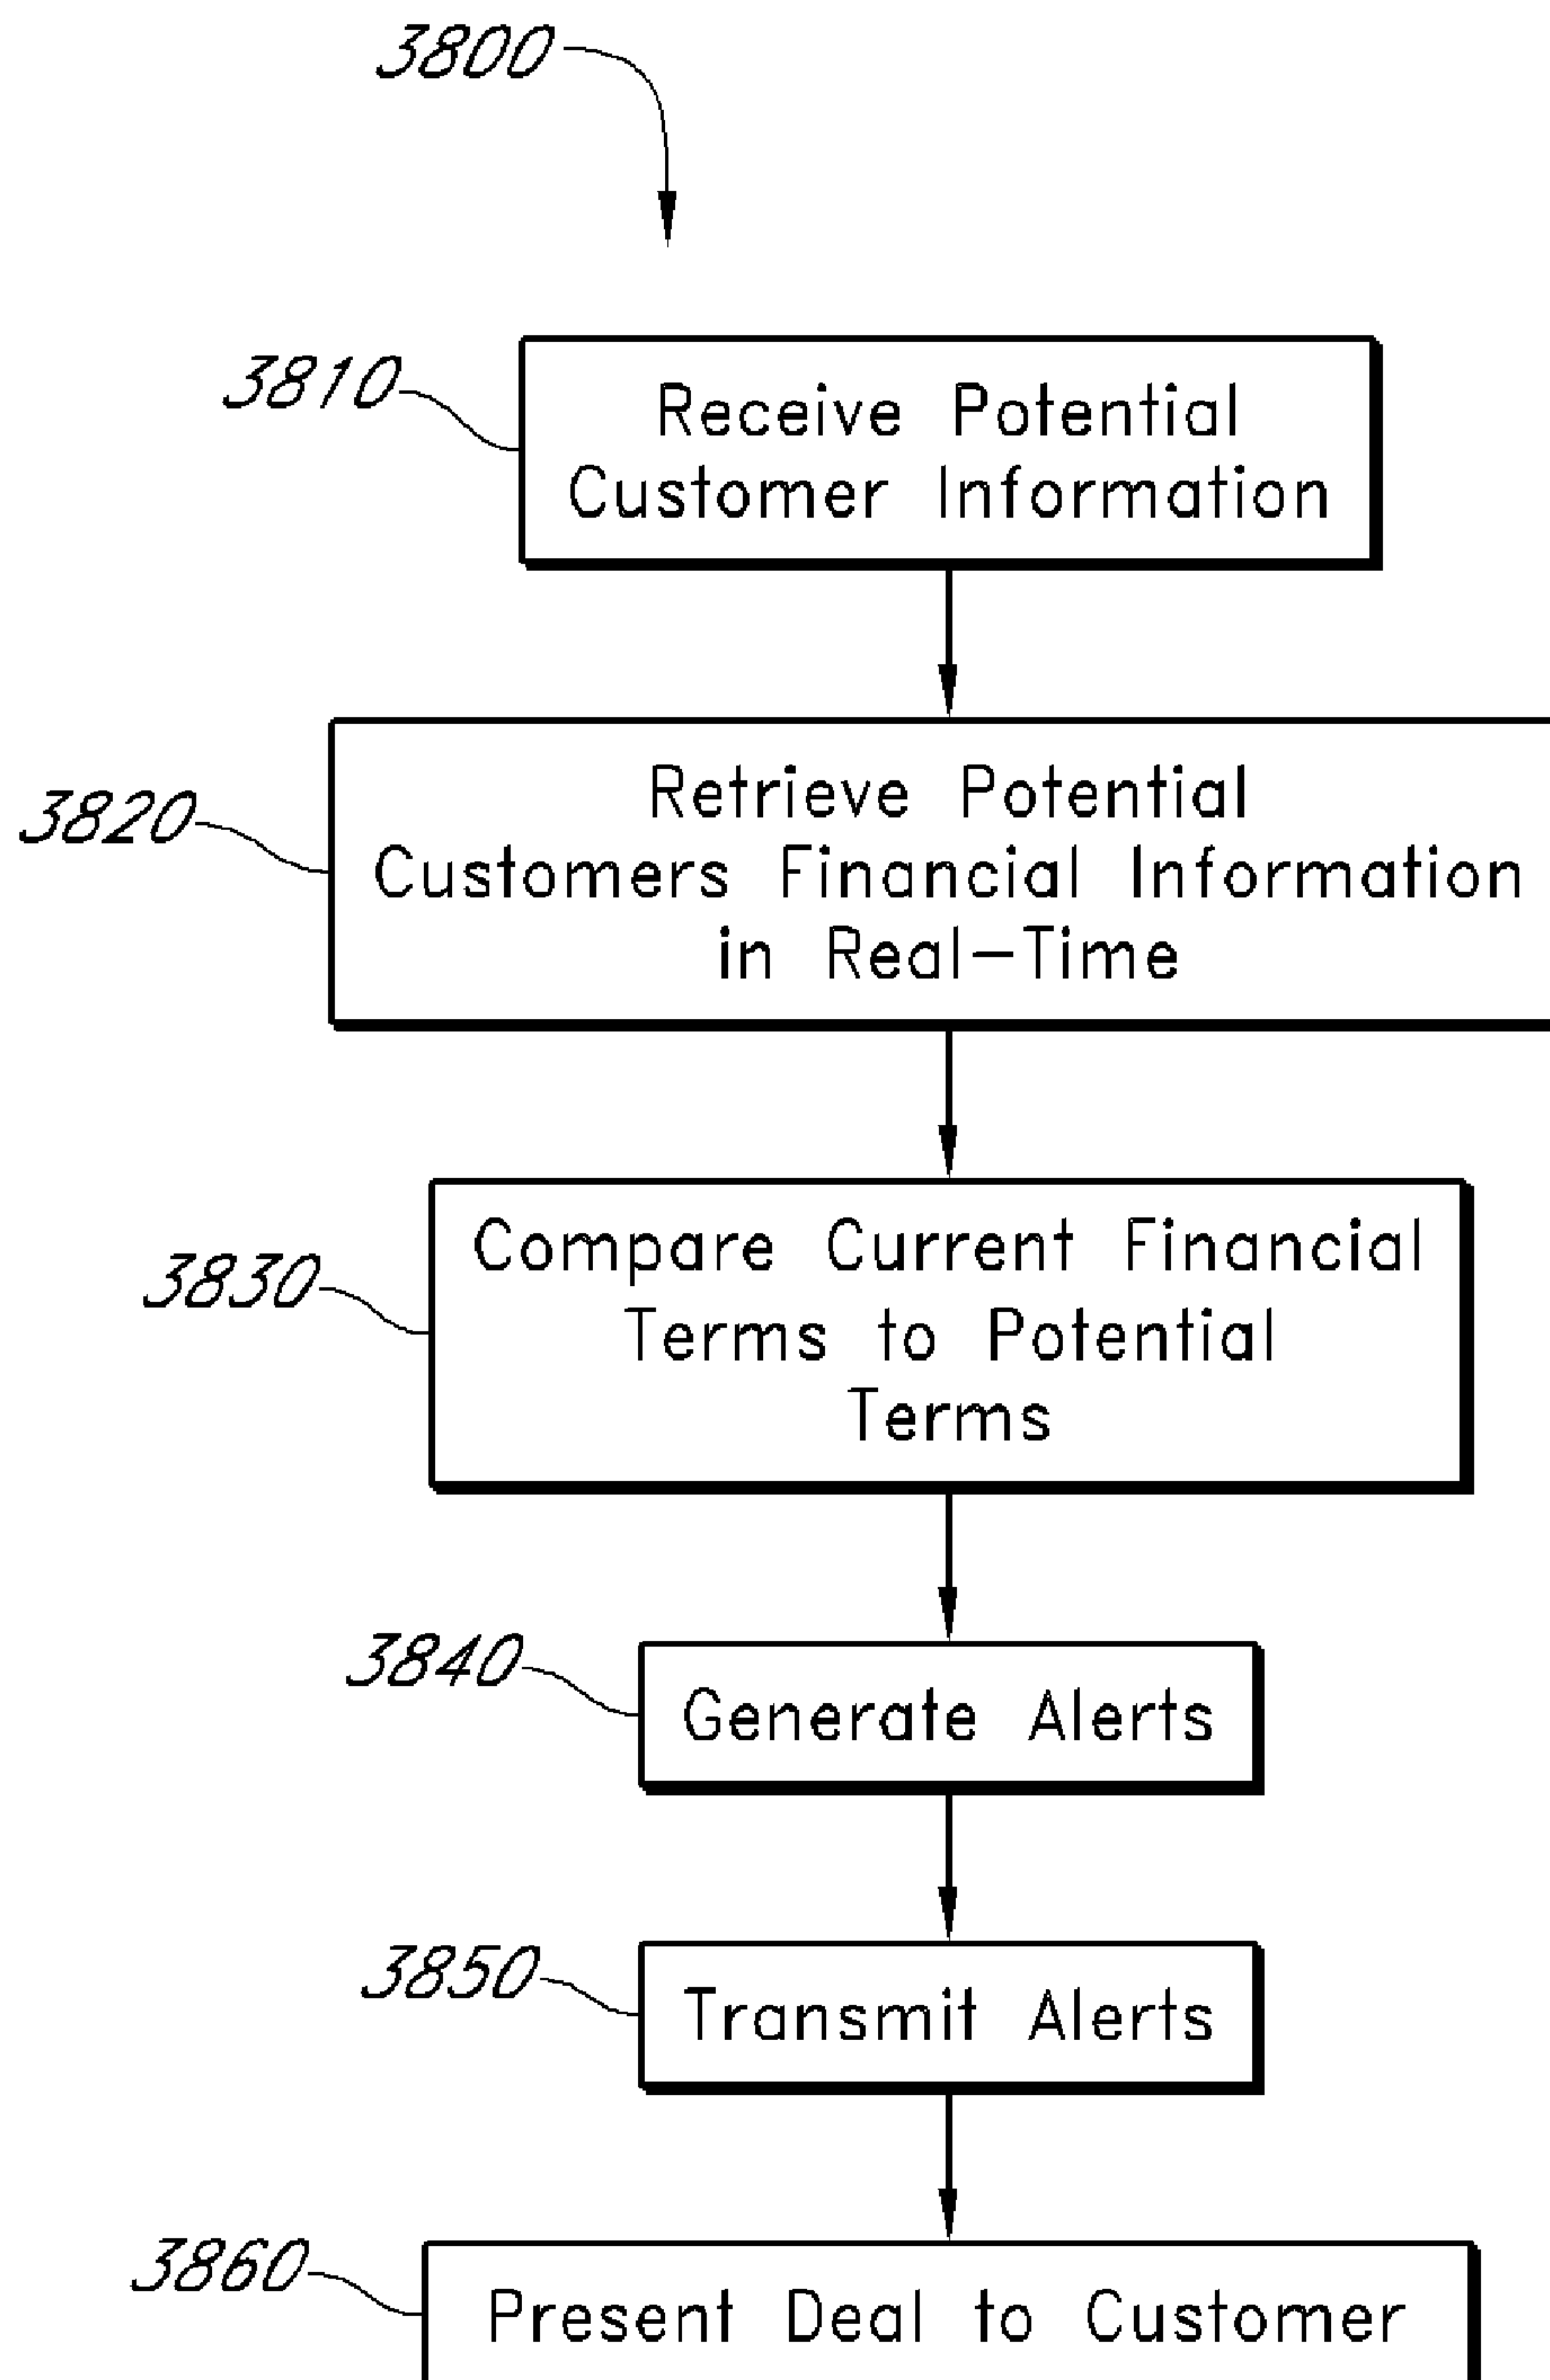 3800
3810
Receive Potential
Customer Information
3820
Retrieve Potential
Customers Financial Information
in Real-Time
3830
Compare Current Financial
Terms to Potential
Terms
3840
Generate Alerts
3850
Transmit Alerts
3860
Present Deal to Customer